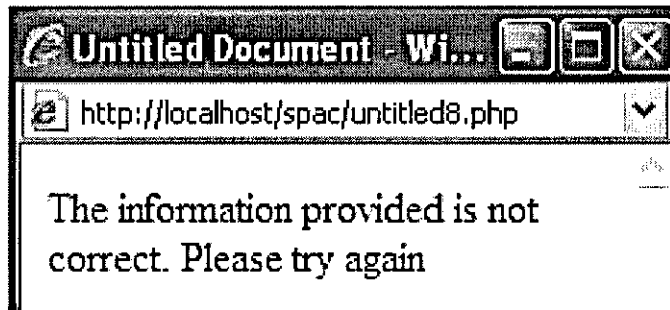 Untitled Document - Wi...
http://localhost/spac/untitled8.php
The information provided is not
correct. Please try again